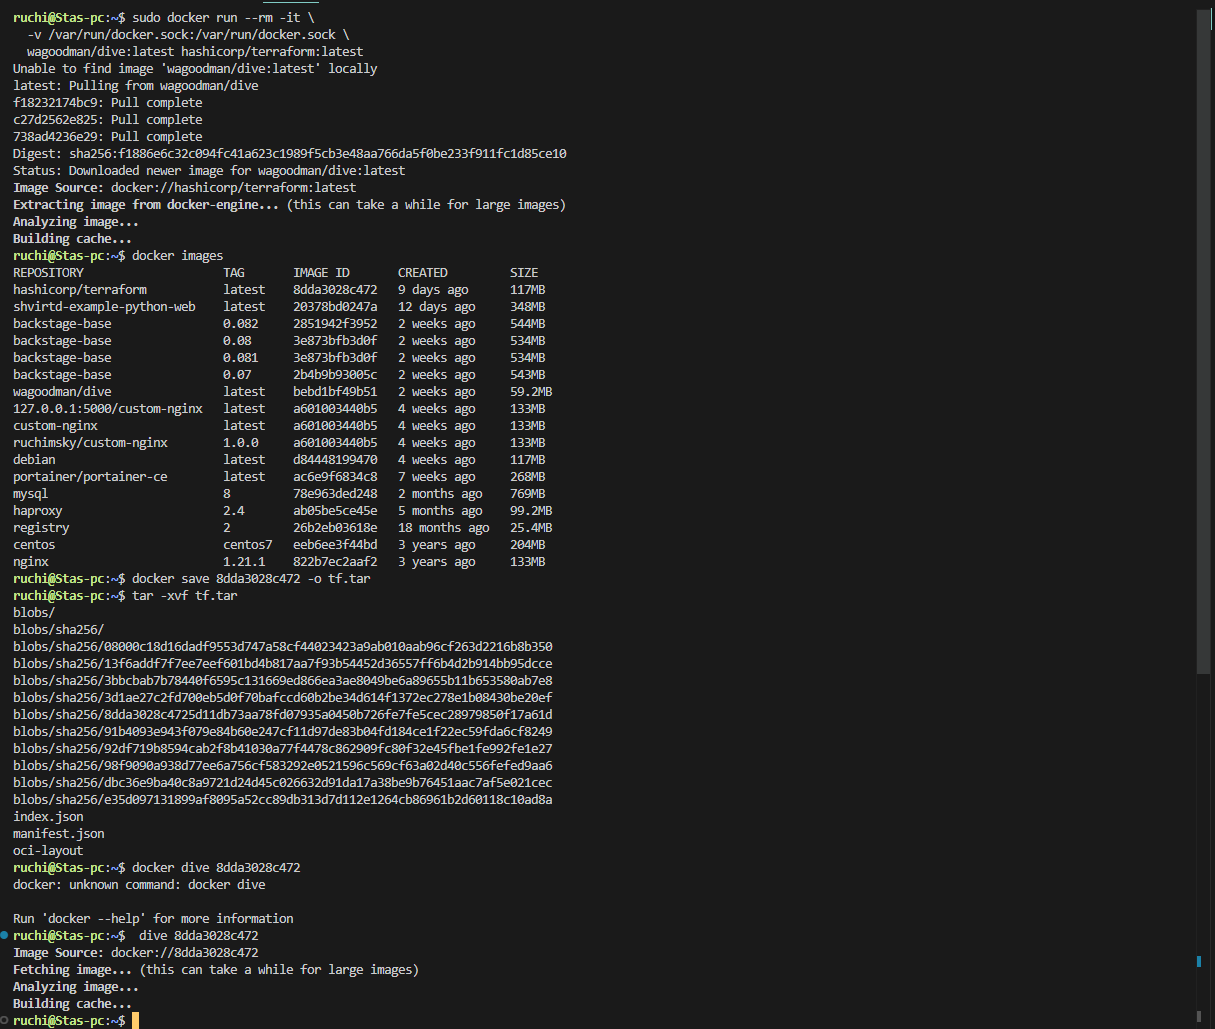 ruchi@Stas-pc:~$ sudo docker run --rm -it \
  -v /var/run/docker.sock:/var/run/docker.sock \
  wagoodman/dive:latest hashicorp/terraform:latest
Unable to find image 'wagoodman/dive:latest' locally
latest: Pulling from wagoodman/dive
f18232174bc9: Pull complete
c27d2562e825: Pull complete
738ad4236e29: Pull complete
Digest: sha256:f1886e6c32c094fc41a623c1989f5cb3e48aa766da5f0be233f911fc1d85ce10
Status: Downloaded newer image for wagoodman/dive:latest
Image Source: docker://hashicorp/terraform:latest
Extracting image from docker-engine... (this can take a while for large images)
Analyzing image...
Building cache...
ruchi@Stas-pc:~$ docker images
REPOSITORY                    TAG       IMAGE ID       CREATED         SIZE
hashicorp/terraform           latest    8dda3028c472   9 days ago      117MB
shvirtd-example-python-web    latest    20378bd0247a   12 days ago     348MB
backstage-base                0.082     2851942f3952   2 weeks ago     544MB
backstage-base                0.08      3e873bfb3d0f   2 weeks ago     534MB
backstage-base                0.081     3e873bfb3d0f   2 weeks ago     534MB
backstage-base                0.07      2b4b9b93005c   2 weeks ago     543MB
wagoodman/dive                latest    bebd1bf49b51   2 weeks ago     59.2MB
127.0.0.1:5000/custom-nginx   latest    a601003440b5   4 weeks ago     133MB
custom-nginx                  latest    a601003440b5   4 weeks ago     133MB
ruchimsky/custom-nginx        1.0.0     a601003440b5   4 weeks ago     133MB
debian                        latest    d84448199470   4 weeks ago     117MB
portainer/portainer-ce        latest    ac6e9f6834c8   7 weeks ago     268MB
mysql                         8         78e963ded248   2 months ago    769MB
haproxy                       2.4       ab05be5ce45e   5 months ago    99.2MB
registry                      2         26b2eb03618e   18 months ago   25.4MB
centos                        centos7   eeb6ee3f44bd   3 years ago     204MB
nginx                         1.21.1    822b7ec2aaf2   3 years ago     133MB
ruchi@Stas-pc:~$ docker save 8dda3028c472 -o tf.tar
ruchi@Stas-pc:~$ tar -xvf tf.tar
blobs/
blobs/sha256/
blobs/sha256/08000c18d16dadf9553d747a58cf44023423a9ab010aab96cf263d2216b8b350
blobs/sha256/13f6addf7f7ee7eef601bd4b817aa7f93b54452d36557ff6b4d2b914bb95dcce
blobs/sha256/3bbcbab7b78440f6595c131669ed866ea3ae8049be6a89655b11b653580ab7e8
blobs/sha256/3d1ae27c2fd700eb5d0f70bafccd60b2be34d614f1372ec278e1b08430be20ef
blobs/sha256/8dda3028c4725d11db73aa78fd07935a0450b726fe7fe5cec28979850f17a61d
blobs/sha256/91b4093e943f079e84b60e247cf11d97de83b04fd184ce1f22ec59fda6cf8249
blobs/sha256/92df719b8594cab2f8b41030a77f4478c862909fc80f32e45fbe1fe992fe1e27
blobs/sha256/98f9090a938d77ee6a756cf583292e0521596c569cf63a02d40c556fefed9aa6
blobs/sha256/dbc36e9ba40c8a9721d24d45c026632d91da17a38be9b76451aac7af5e021cec
blobs/sha256/e35d097131899af8095a52cc89db313d7d112e1264cb86961b2d60118c10ad8a
index.json
manifest.json
oci-layout
ruchi@Stas-pc:~$ docker dive 8dda3028c472
docker: unknown command: docker dive
Run 'docker --help' for more information
ruchi@Stas-pc:~$  dive 8dda3028c472
Image Source: docker://8dda3028c472
Fetching image... (this can take a while for large images)
Analyzing image...
Building cache...
ruchi@Stas-pc:~$